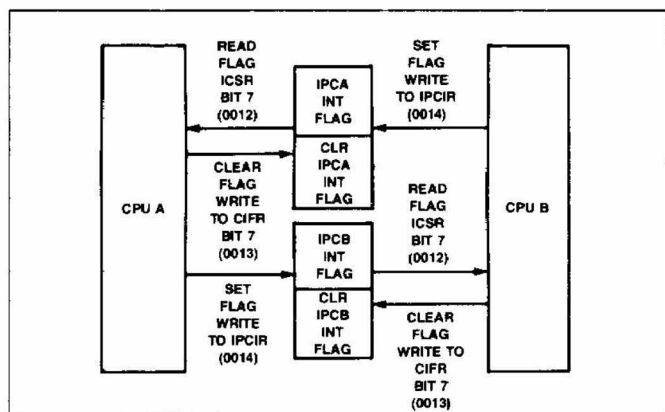 CPU A
READ
FLAG
ICSR
BIT 7
(0012)
CLEAR
FLAG
WRITE
TO CIFR
BIT 7
(0013)
SET
FLAG
WRITE
TO IPCIR
(0014)
IPCA
INT
FLAG
CLR
IPCA
INT
FLAG
IPCB
INT
FLAG
CLR
IPCB
INT
FLAG
SET
FLAG
WRITE
TO IPCIR
(0014)
READ
FLAG
ICSR
BIT 7
(0012)
CLEAR
FLAG
WRITE TO
CIFR
BIT 7
(0013)
CPU B